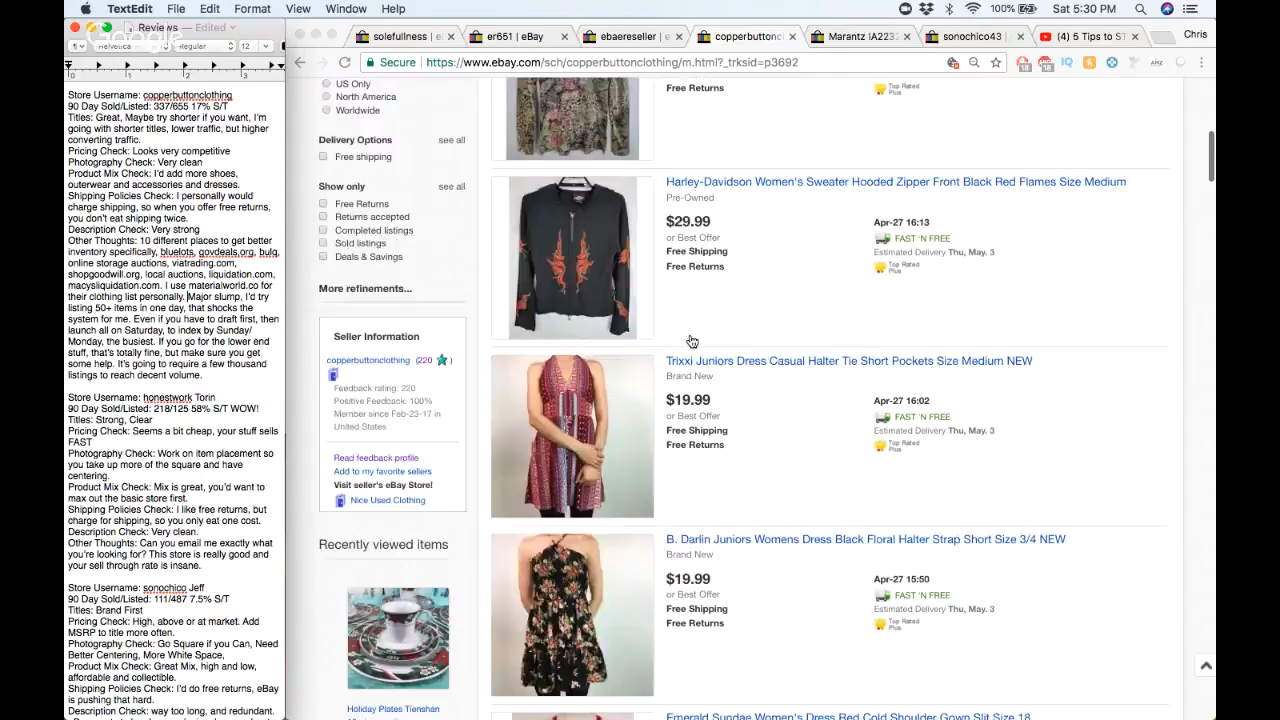 TextEdit File Edit Format View Window Help 100% Sat 5:30 PM
Reviews — Edited
Helvetica Regular 12
0 1 2 3
Store Username: copperbuttonclothing
90 Day Sold/Listed: 337/655 17% S/T
Titles: Great, Maybe try shorter if you want, I'm
going with shorter titles, lower traffic, but higher
converting traffic.
Pricing Check: Looks very competitive
Photography Check: Very clean
Product Mix Check: I'd add more shoes,
outerwear and accessories and dresses.
Shipping Policies Check: I personally would
charge shipping, so when you offer free returns,
you don't eat shipping twice.
Description Check: Very strong
Other Thoughts: 10 different places to get better
inventory specifically, bluelots, govdeals.org, bulq,
online storage auctions, viatrading.com,
shopgoodwill.org, local auctions, liquidation.com,
macysliquidation.com. I use materialworld.co for
their clothing list personally. Major slump, I'd try
listing 50+ items in one day, that shocks the
system for me. Even if you have to draft first, then
launch all on Saturday, to index by Sunday/
Monday, the busiest. If you go for the lower end
stuff, that's totally fine, but make sure you get
some help. It's going to require a few thousand
listings to reach decent volume.
Store Username: honestwork Torin
90 Day Sold/Listed: 218/125 58% S/T WOW!
Titles: Strong, Clear
Pricing Check: Seems a bit cheap, your stuff sells
FAST
Photography Check: Work on item placement so
you take up more of the square and have
centering.
Product Mix Check: Mix is great, you'd want to
max out the basic store first.
Shipping Policies Check: I like free returns, but
charge for shipping, so you only eat one cost.
Description Check: Very clean.
Other Thoughts: Can you email me exactly what
you're looking for? This store is really good and
your sell through rate is insane.
Store Username: sonochico Jeff
90 Day Sold/Listed: 111/487 7.5% S/T
Titles: Brand First
Pricing Check: High, above or at market. Add
MSRP to title more often.
Photography Check: Go Square if you Can, Need
Better Centering, More White Space,
Product Mix Check: Great Mix, high and low,
affordable and collectible.
Shipping Policies Check: I'd do free returns, eBay
is pushing that hard.
Description Check: way too long, and redundant.
solefulness | e er651 | eBay ebaereseller | e copperbuttonc Marantz IA2232 sonochico43 | (4) 5 Tips to ST Chris
Secure https://www.ebay.com/sch/copperbuttonclothing/m.html?_trksid=p3692
US Only
North America
Worldwide
Delivery Options see all
Free shipping
Show only see all
Free Returns
Returns accepted
Completed listings
Sold listings
Deals & Savings
More refinements...
Seller Information
copperbuttonclothing (220 )
Feedback rating: 220
Positive Feedback: 100%
Member since Feb-23-17 in
United States
Read feedback profile
Add to my favorite sellers
Visit seller's eBay Store!
Nice Used Clothing
Recently viewed items
Holiday Plates Tienshan
Free Returns
Top Rated
Plus
Harley-Davidson Women's Sweater Hooded Zipper Front Black Red Flames Size Medium
Pre-Owned
$29.99 Apr-27 16:13
or Best Offer FAST 'N FREE
Free Shipping Estimated Delivery Thu, May. 3
Free Returns Top Rated
Plus
Trixxi Juniors Dress Casual Halter Tie Short Pockets Size Medium NEW
Brand New
$19.99 Apr-27 16:02
or Best Offer FAST 'N FREE
Free Shipping Estimated Delivery Thu, May. 3
Free Returns Top Rated
Plus
B. Darlin Juniors Womens Dress Black Floral Halter Strap Short Size 3/4 NEW
Brand New
$19.99 Apr-27 15:50
or Best Offer FAST 'N FREE
Free Shipping Estimated Delivery Thu, May. 3
Free Returns Top Rated
Plus
Emerald Sundae Women's Dress Red Cold Shoulder Gown Slit Size 18